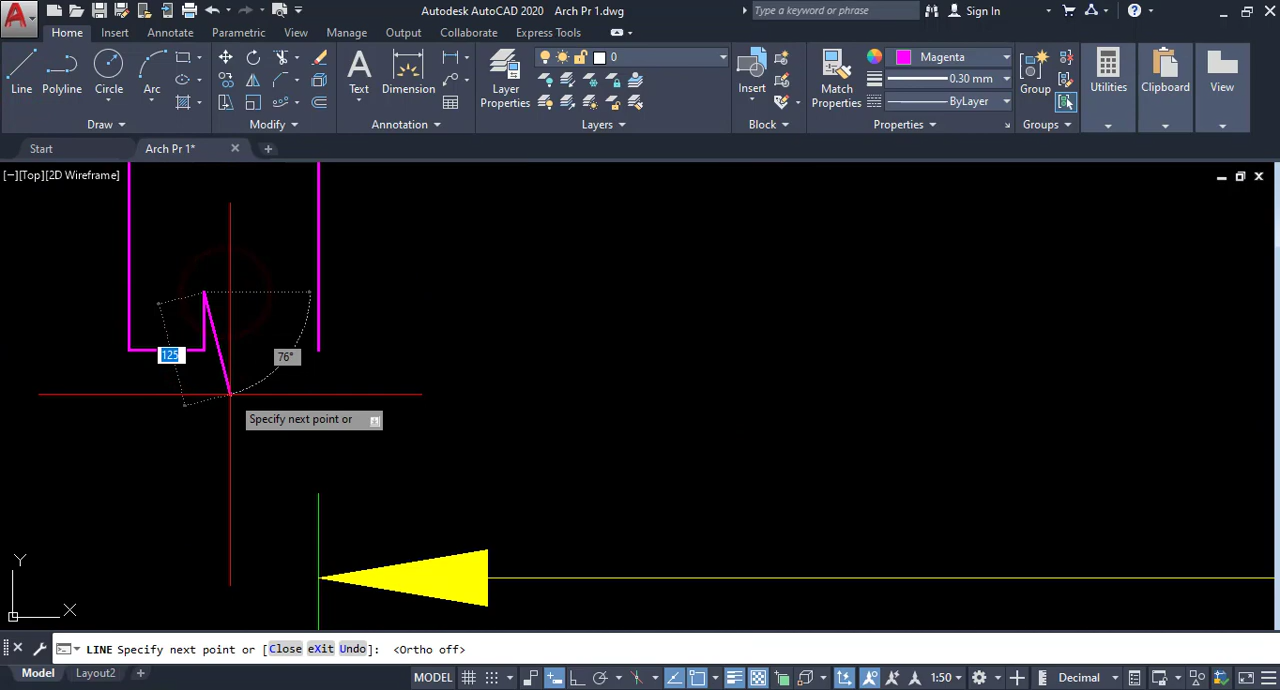 Autodesk AutoCAD 2020 Arch Pr 1.dwg
Type a keyword or phrase
Sign In
Home Insert Annotate Parametric View Manage Output Collaborate Express Tools
Line Polyline Circle Arc
Draw
Modify
Text Dimension
Annotation
Layer Properties
0
Layers
Insert
Block
Match Properties
Magenta
0.30 mm
ByLayer
Properties
Group
Groups
Utilities Clipboard View
Start Arch Pr 1*
[−][Top][2D Wireframe]
125
76°
Specify next point or
Y
X
LINE Specify next point or [Close eXit Undo]: <Ortho off>
Model Layout2
MODEL 1:50 Decimal